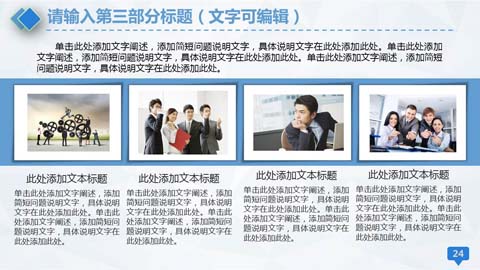 请输入第三部分标题（文字可编辑）
单击此处添加文字阐述，添加简短问题说明文字，具体说明文字在此处添加此处。单击此处添加
文字阐述，添加简短问题说明文字，具体说明文字在此处添加此处。单击此处添加文字阐述，添加简短
问题说明文字，具体说明文字在此处添加此处。
此处添加文本标题
单击此处添加文字阐述，添加
简短问题说明文字，具体说明
文字在此处添加此处。单击此
处添加文字阐述，添加简短问
题说明文字，具体说明文字在
此处添加此处。
此处添加文本标题
单击此处添加文字阐述，添加
简短问题说明文字，具体说明
文字在此处添加此处。单击此
处添加文字阐述，添加简短问
题说明文字，具体说明文字在
此处添加此处。
此处添加文本标题
单击此处添加文字阐述，添加
简短问题说明文字，具体说明
文字在此处添加此处。单击此
处添加文字阐述，添加简短问
题说明文字，具体说明文字在
此处添加此处。
此处添加文本标题
单击此处添加文字阐述，添加
简短问题说明文字，具体说明
文字在此处添加此处。单击此
处添加文字阐述，添加简短问
题说明文字，具体说明文字在
此处添加此处。
24